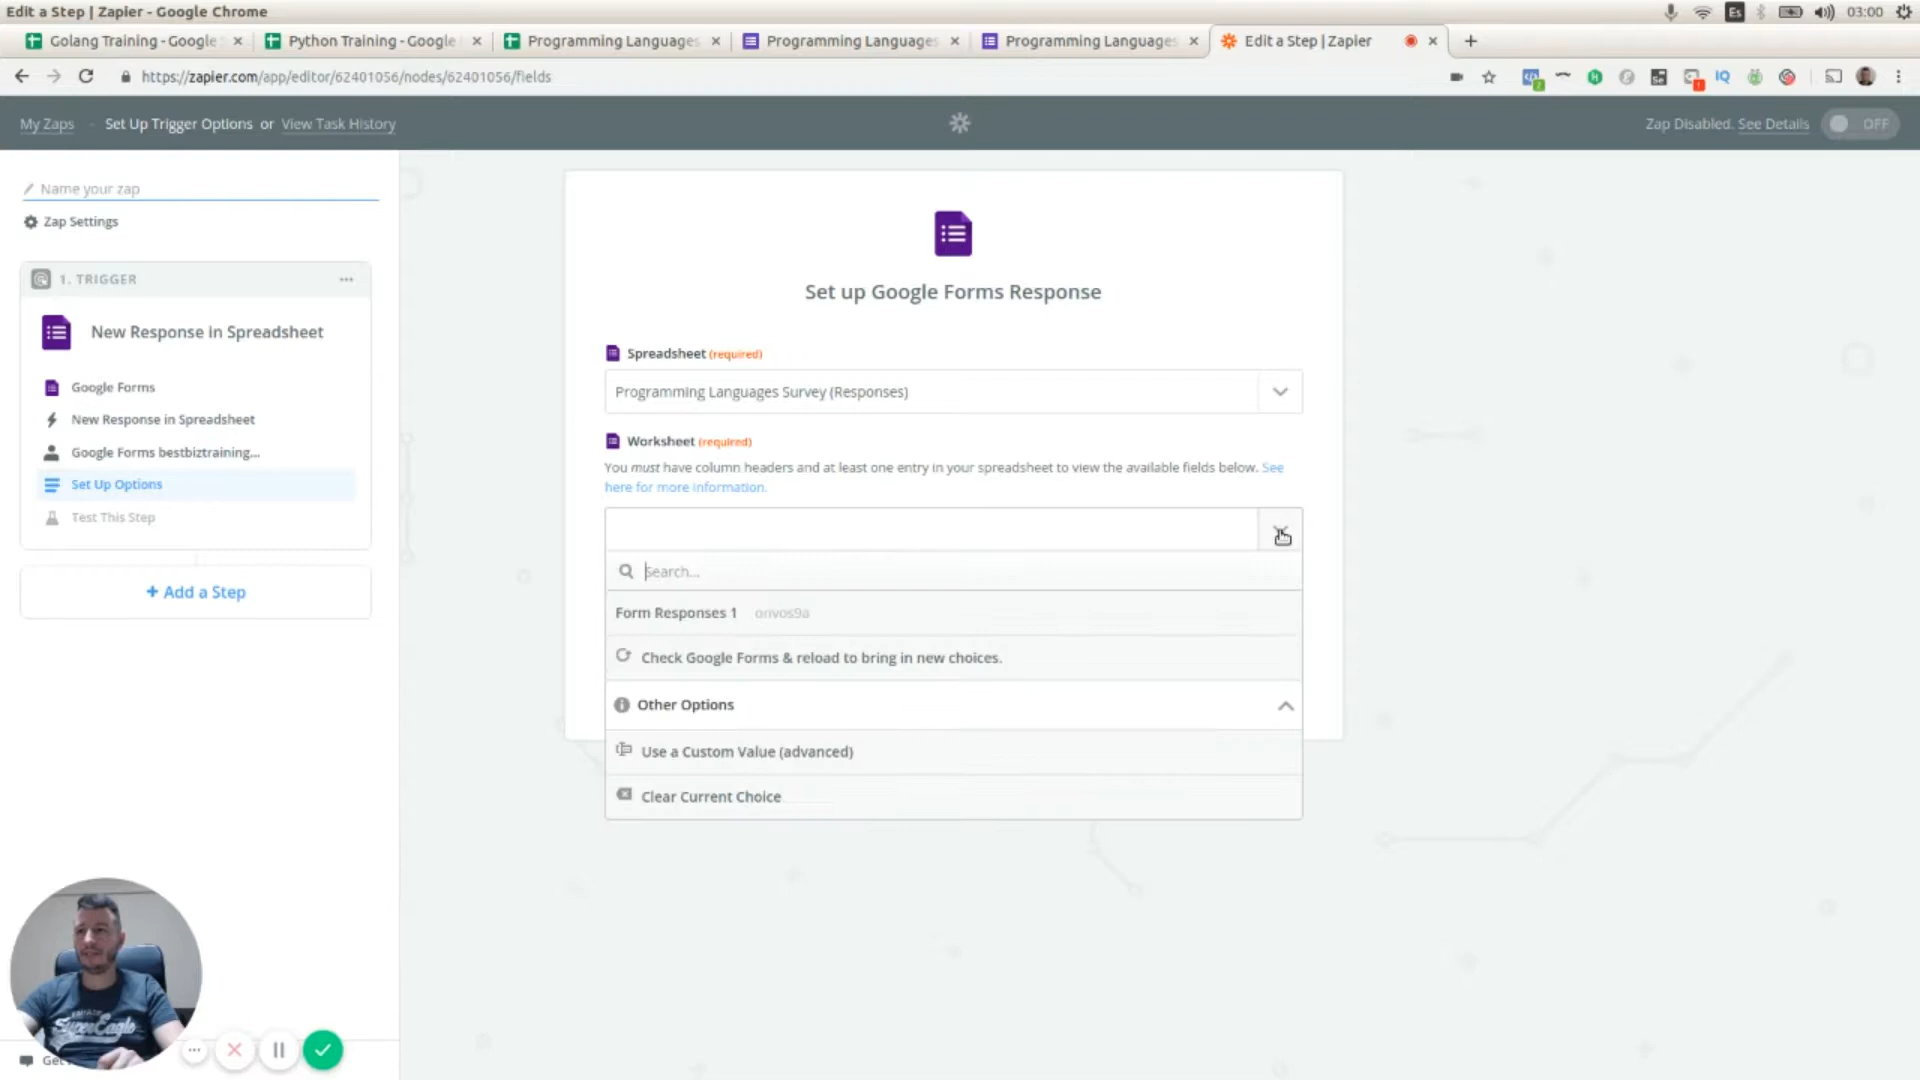 Edit a Step | Zapier - Google Chrome
Es
03:00
Golang Training - Google
Python Training - Google
Programming Languages
Programming Languages
Programming Languages
Edit a Step | Zapier
https://zapier.com/app/editor/62401056/nodes/62401056/fields
IQ
My Zaps - Set Up Trigger Options or View Task History
Zap Disabled. See Details
OFF
Name your zap
Zap Settings
1. TRIGGER
New Response in Spreadsheet
Google Forms
New Response in Spreadsheet
Google Forms bestbiztraining...
Set Up Options
Test This Step
+ Add a Step
Set up Google Forms Response
Spreadsheet (required)
Programming Languages Survey (Responses)
Worksheet (required)
You must have column headers and at least one entry in your spreadsheet to view the available fields below. See
here for more information.
Search...
Form Responses 1 orivos9a
Check Google Forms & reload to bring in new choices.
Other Options
Use a Custom Value (advanced)
Clear Current Choice
SuperEagle